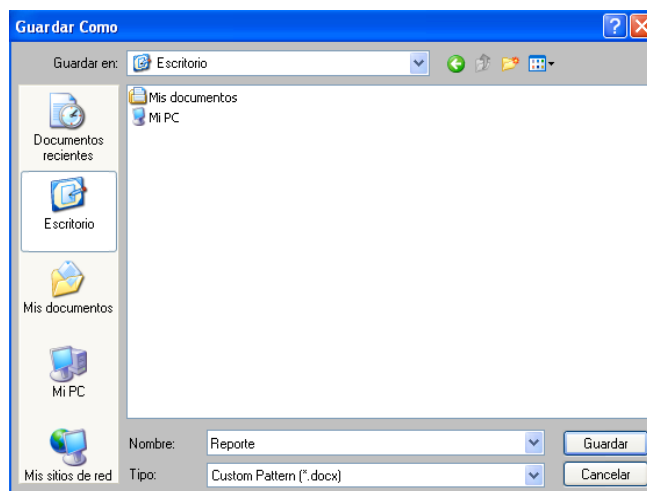 Guardar Como
Guardar en: Escritorio
Mis documentos
Mi PC
Documentos
recientes
Escritorio
Mis documentos
Mi PC
Mis sitios de red
Nombre: Reporte Guardar
Tipo: Custom Pattern (*.docx) Cancelar